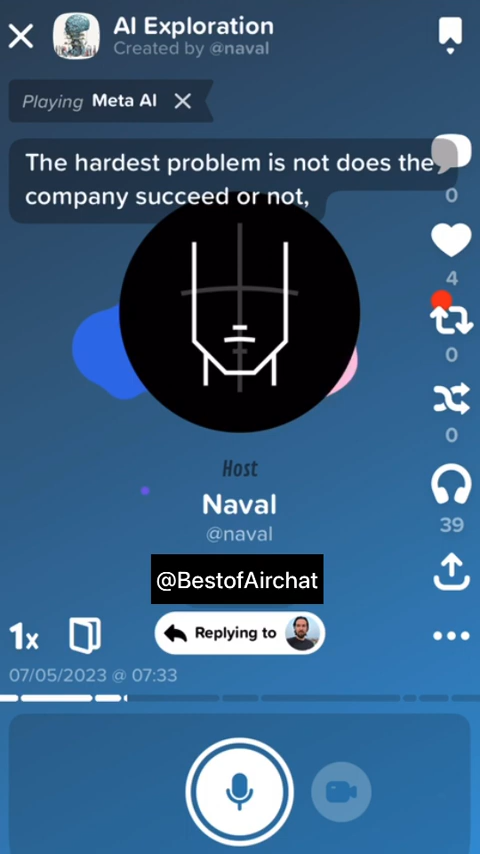 AI Exploration
Created by @naval
Playing Meta AI
The hardest problem is not does the
company succeed or not,
0
4
0
0
39
Host
Naval
@naval
@BestofAirchat
1x
Replying to
07/05/2023 @ 07:33